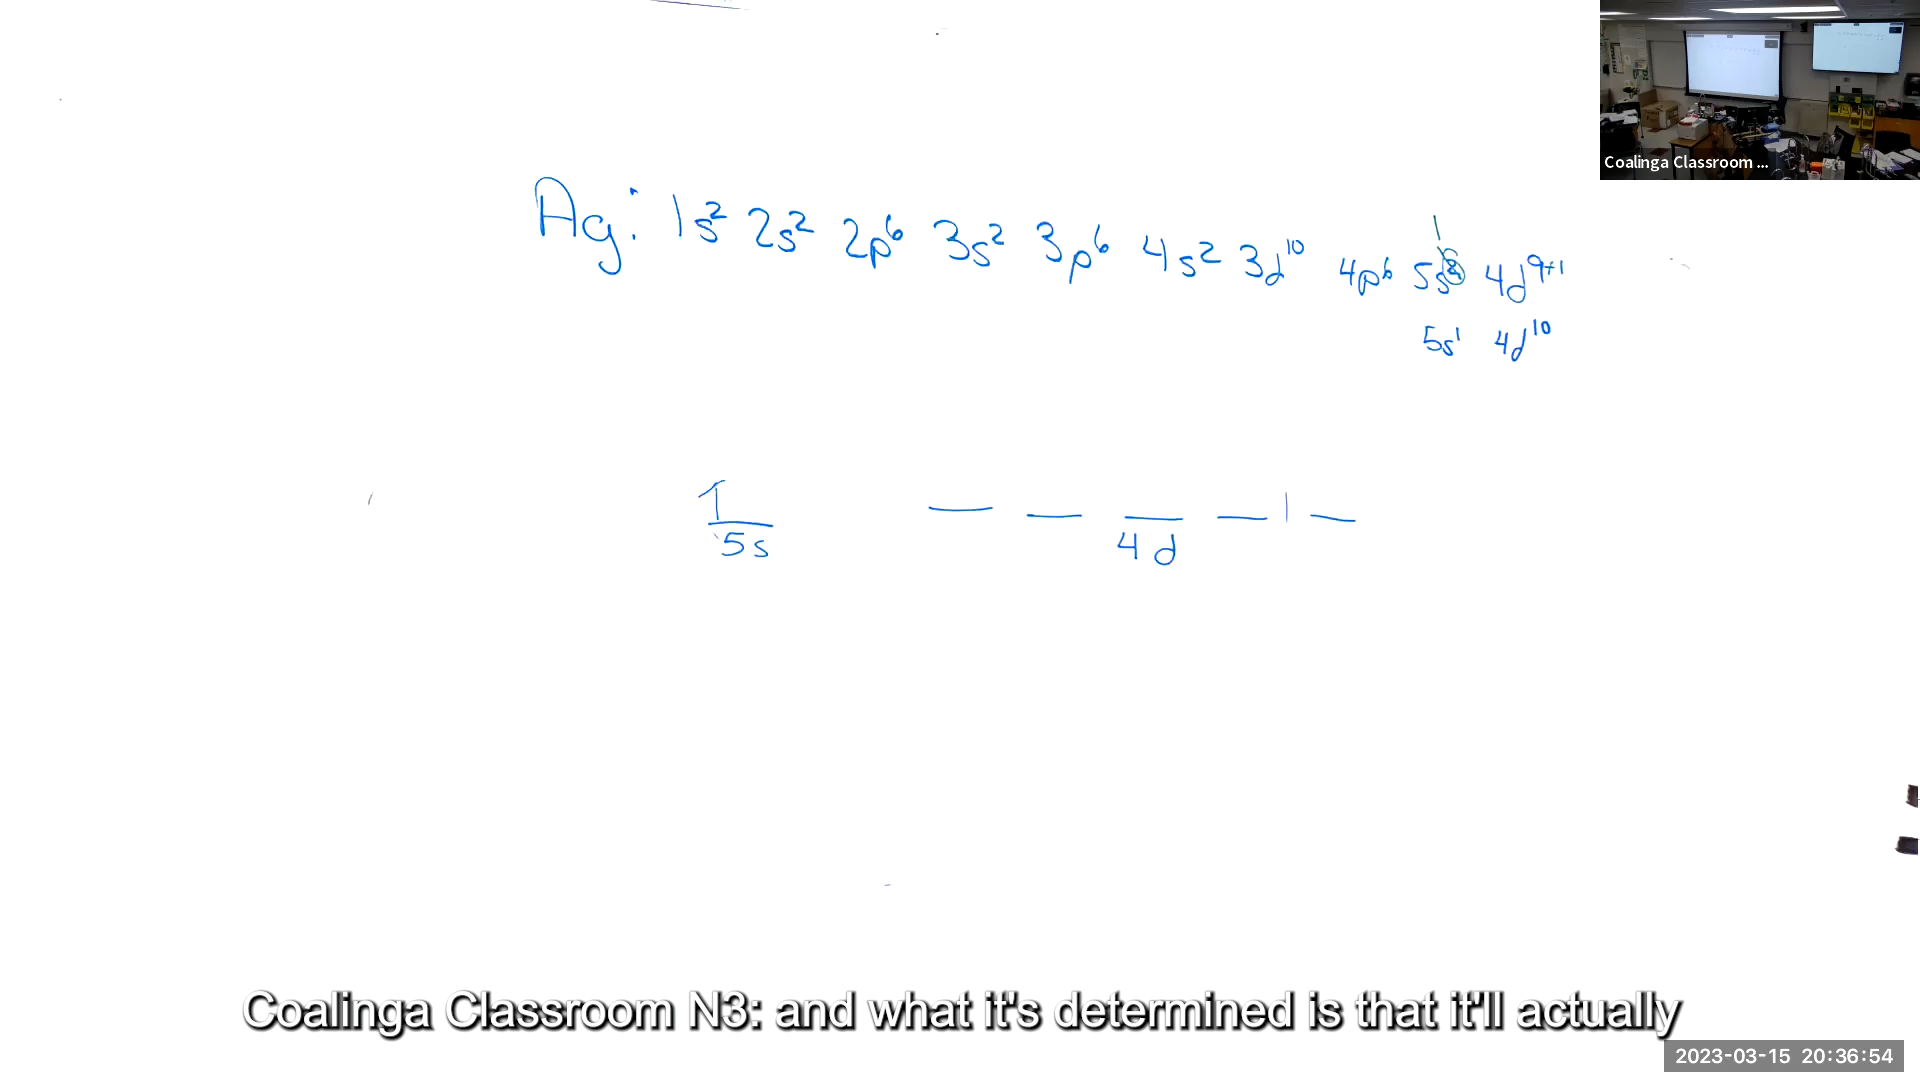 Coalinga Classroom ...
Ag: 1s² 2s² 2p⁶ 3s² 3p⁶ 4s² 3d¹⁰ 4p⁶ 5s² 4d⁹⁺¹
1
5s¹ 4d¹⁰
5s 4d
Coalinga Classroom N3: and what it's determined is that it'll actually
2023-03-15 20:36:54